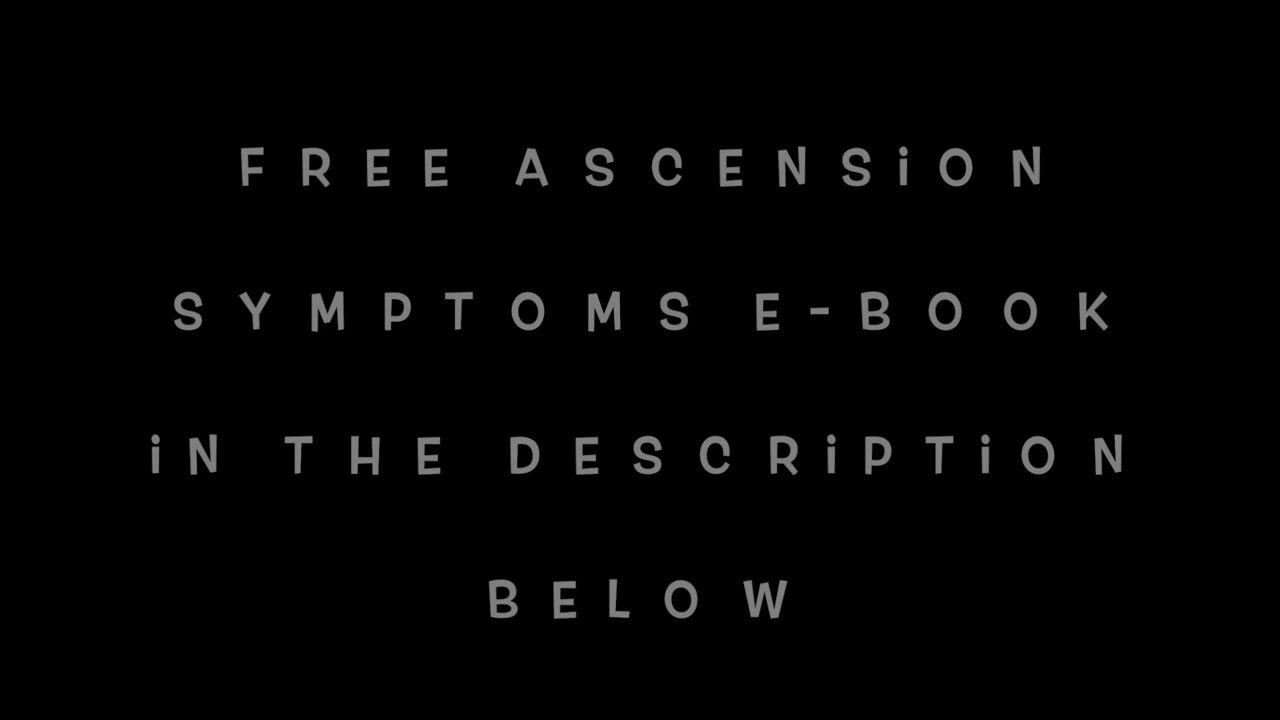 FREE ASCENSiON
SYMPTOMS E-BOOK
iN THE DESCRiPTiON
BELOW